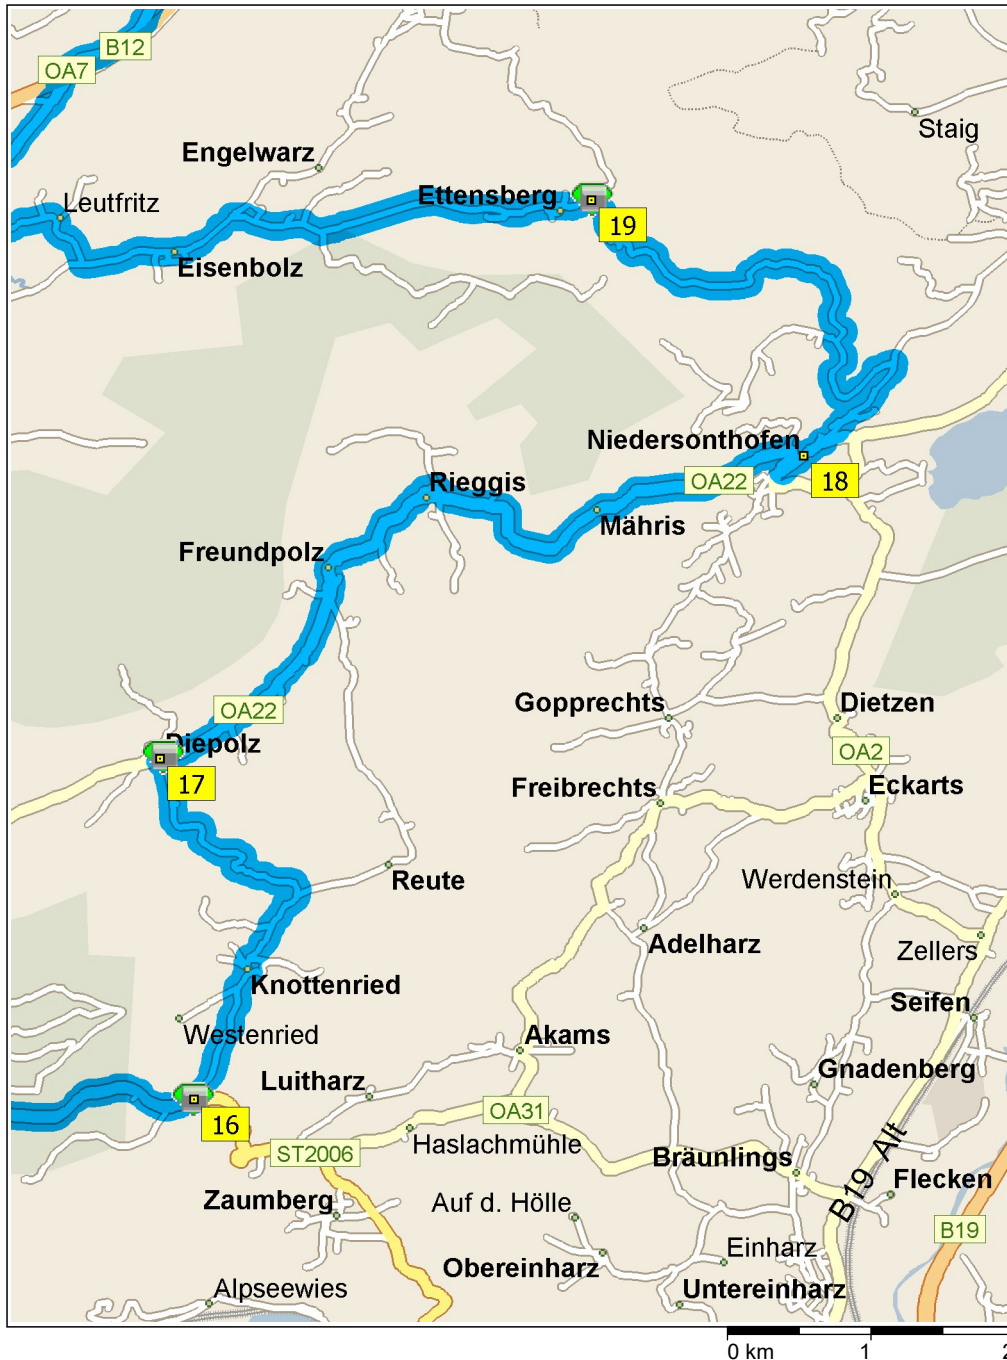 B12
OA7
Staig
Engelwarz
Ettensberg
Leutfritz
19
Eisenbolz
Niedersonthofen
18
OA22
Rieggis
Mähris
Freundpolz
OA22
Gopprechts
Dietzen
Diepolz
OA2
17
Freibrechts
Eckarts
Reute
Werdenstein
Adelharz
Zellers
Knottenried
Seifen
Westenried
Akams
Gnadenberg
Luitharz
16
OA31
Haslachmühle
ST2006
Bräunlings
B19 Alt
Flecken
Zaumberg
Auf d. Hölle
B19
Einharz
Obereinharz
Alpseewies
Untereinharz
0 km 1 2